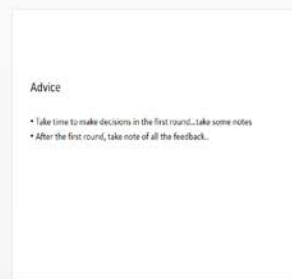 Advice
• Take time to make decisions in the first round...take some notes
• After the first round, take note of all the feedback..